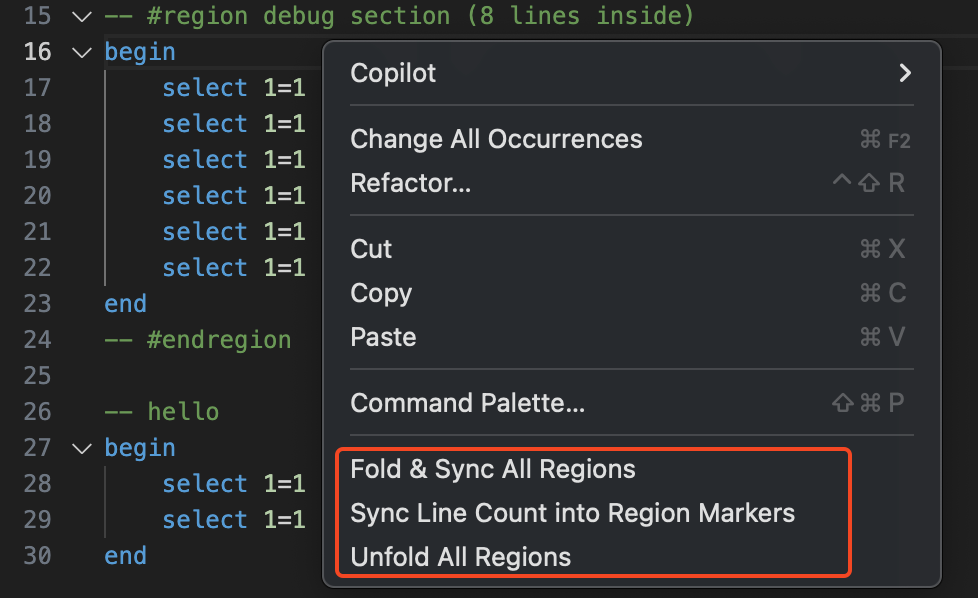 15 -- #region debug section (8 lines inside)
16 begin
17 select 1=1
18 select 1=1
19 select 1=1
20 select 1=1
21 select 1=1
22 select 1=1
23 end
24 -- #endregion
25
26 -- hello
27 begin
28 select 1=1
29 select 1=1
30 end
Copilot
Change All Occurrences ⌘ F2
Refactor... ^⇧ R
Cut ⌘ X
Copy ⌘ C
Paste ⌘ V
Command Palette... ⇧⌘ P
Fold & Sync All Regions
Sync Line Count into Region Markers
Unfold All Regions